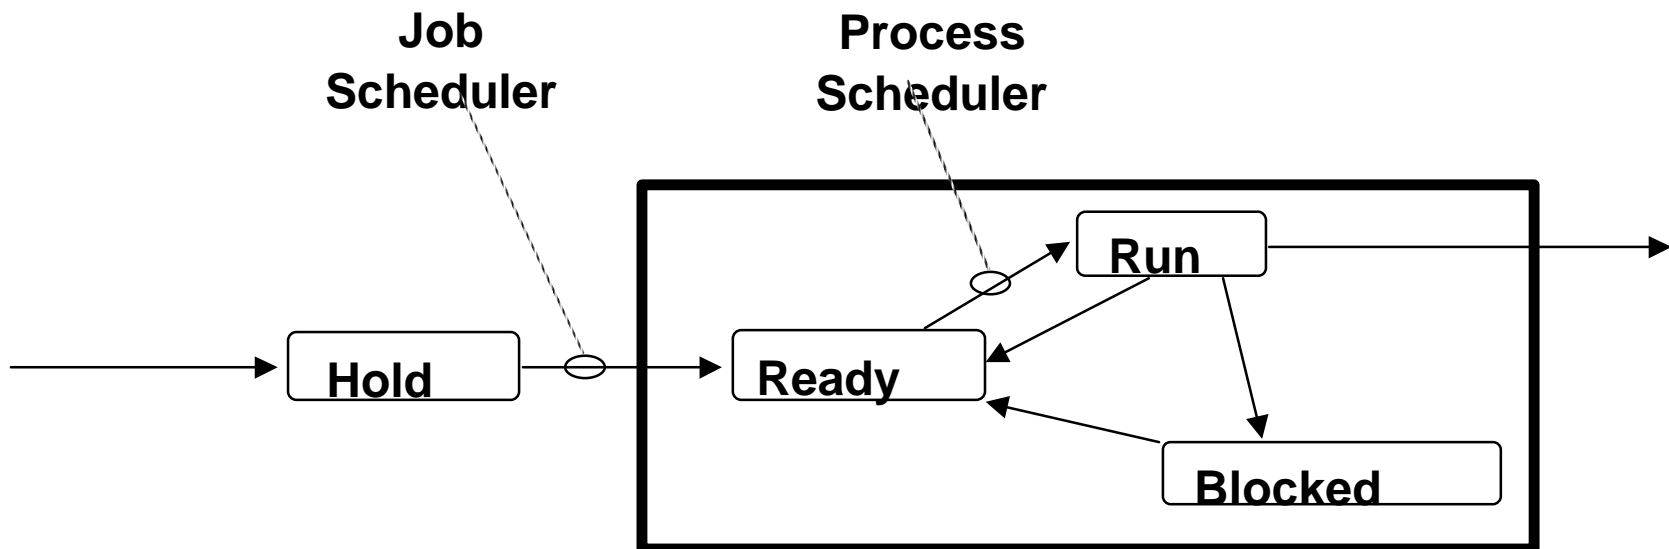 Job
Scheduler
Process
Scheduler
Run
Hold
Ready
Blocked